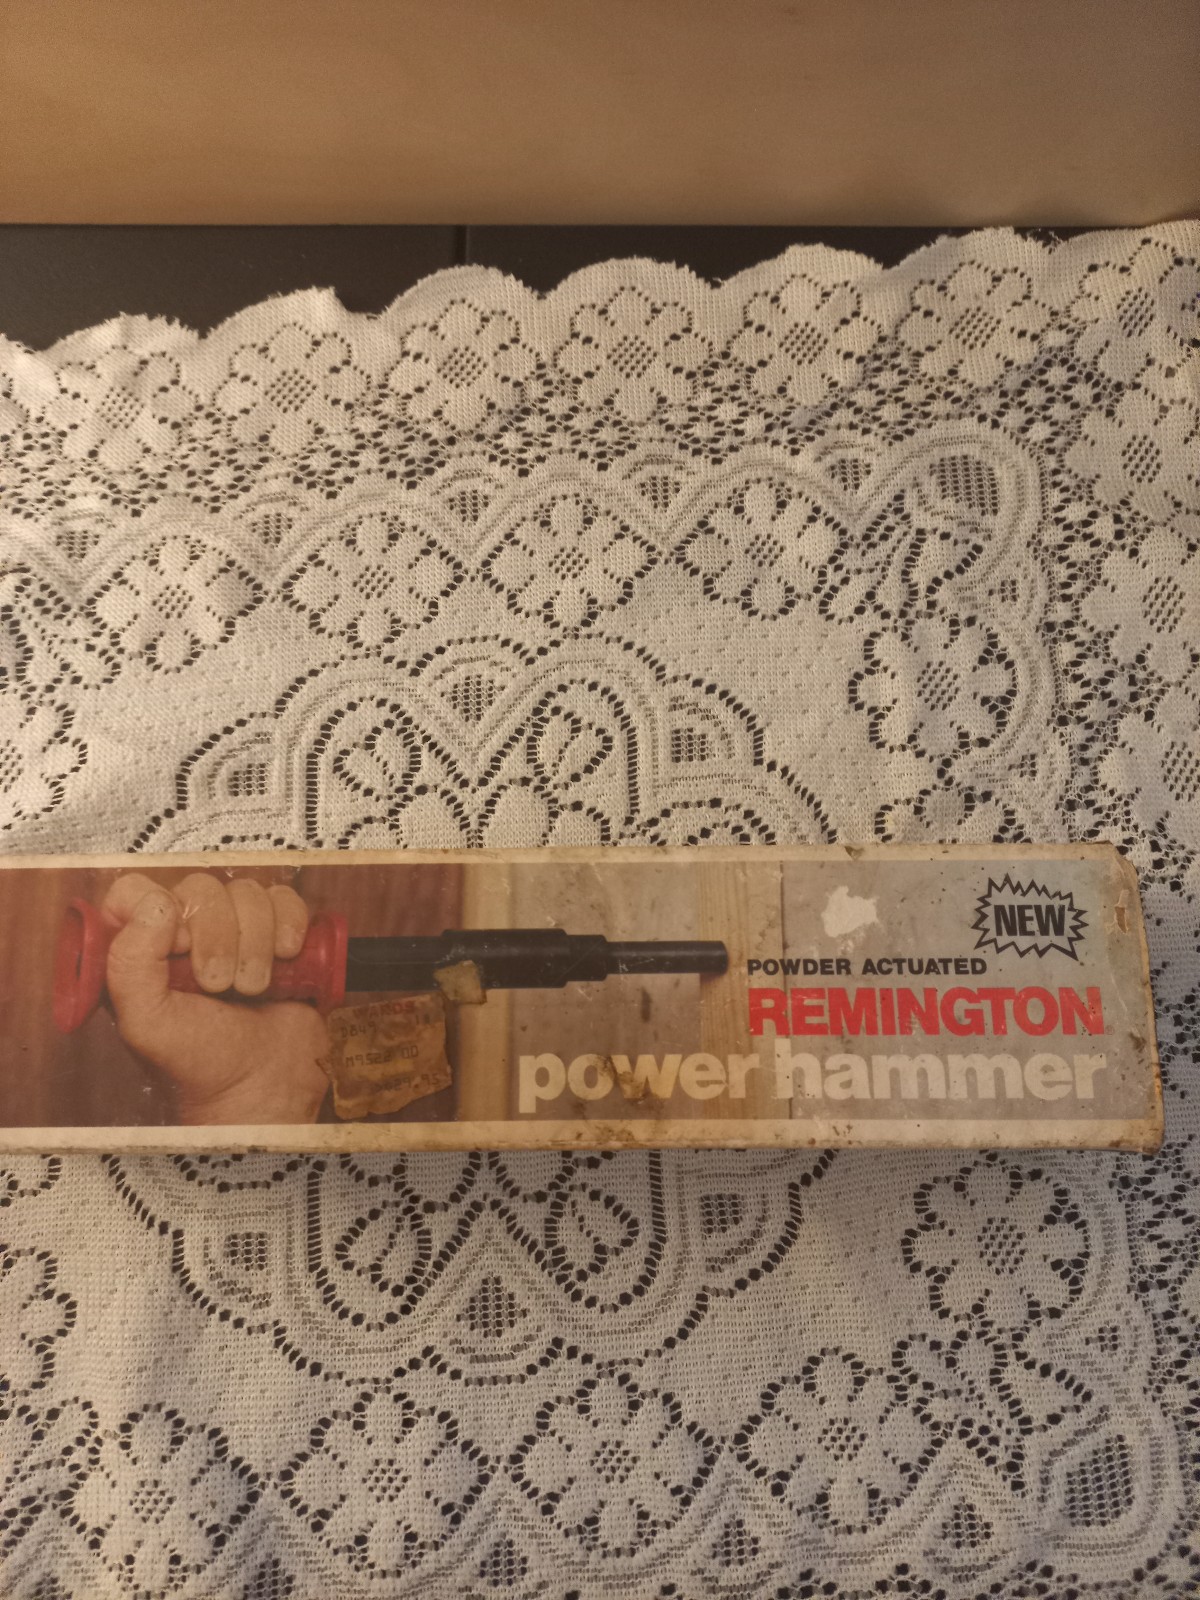 NEW
POWDER ACTUATED
REMINGTON
power hammer
WARDS